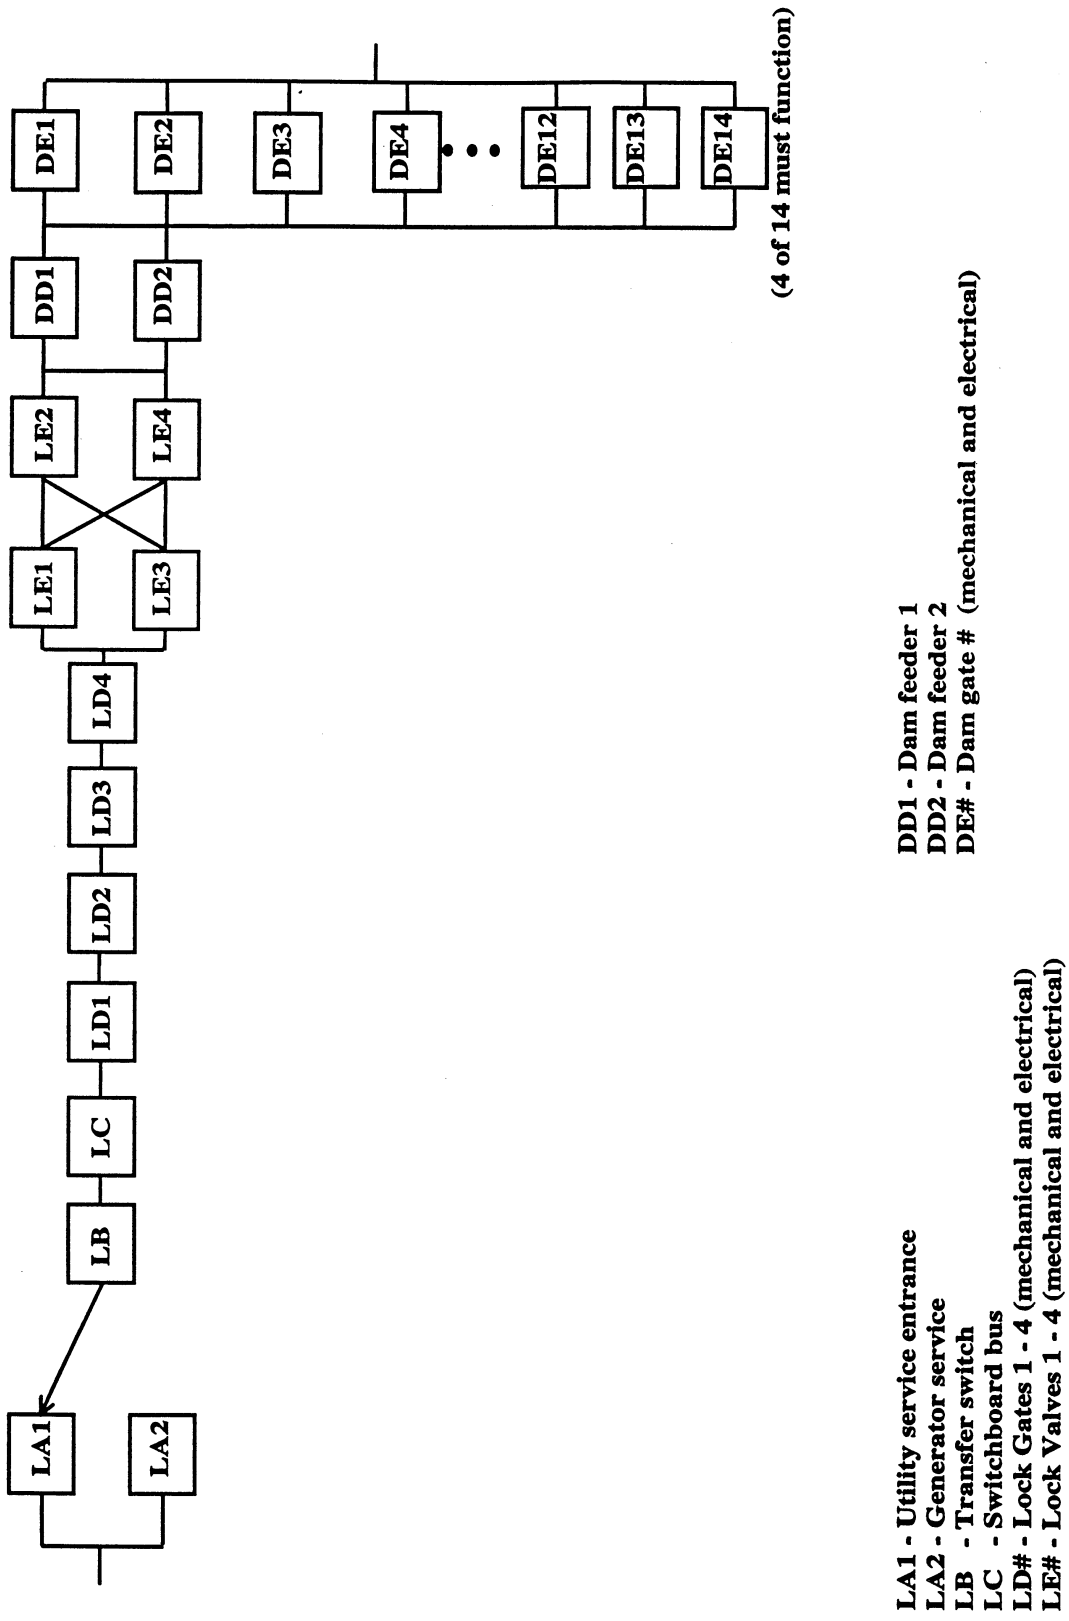 LA1
LA2
LB
LC
LD1
LD2
LD3
LD4
LE1
LE3
LE2
LE4
DD1
DD2
DE1
DE2
DE3
DE4
DE12
DE13
DE14
(4 of 14 must function)
LA1 - Utility service entrance
LA2 - Generator service
LB - Transfer switch
LC - Switchboard bus
LD# - Lock Gates 1 - 4 (mechanical and electrical)
LE# - Lock Valves 1 - 4 (mechanical and electrical)
DD1 - Dam feeder 1
DD2 - Dam feeder 2
DE# - Dam gate # (mechanical and electrical)